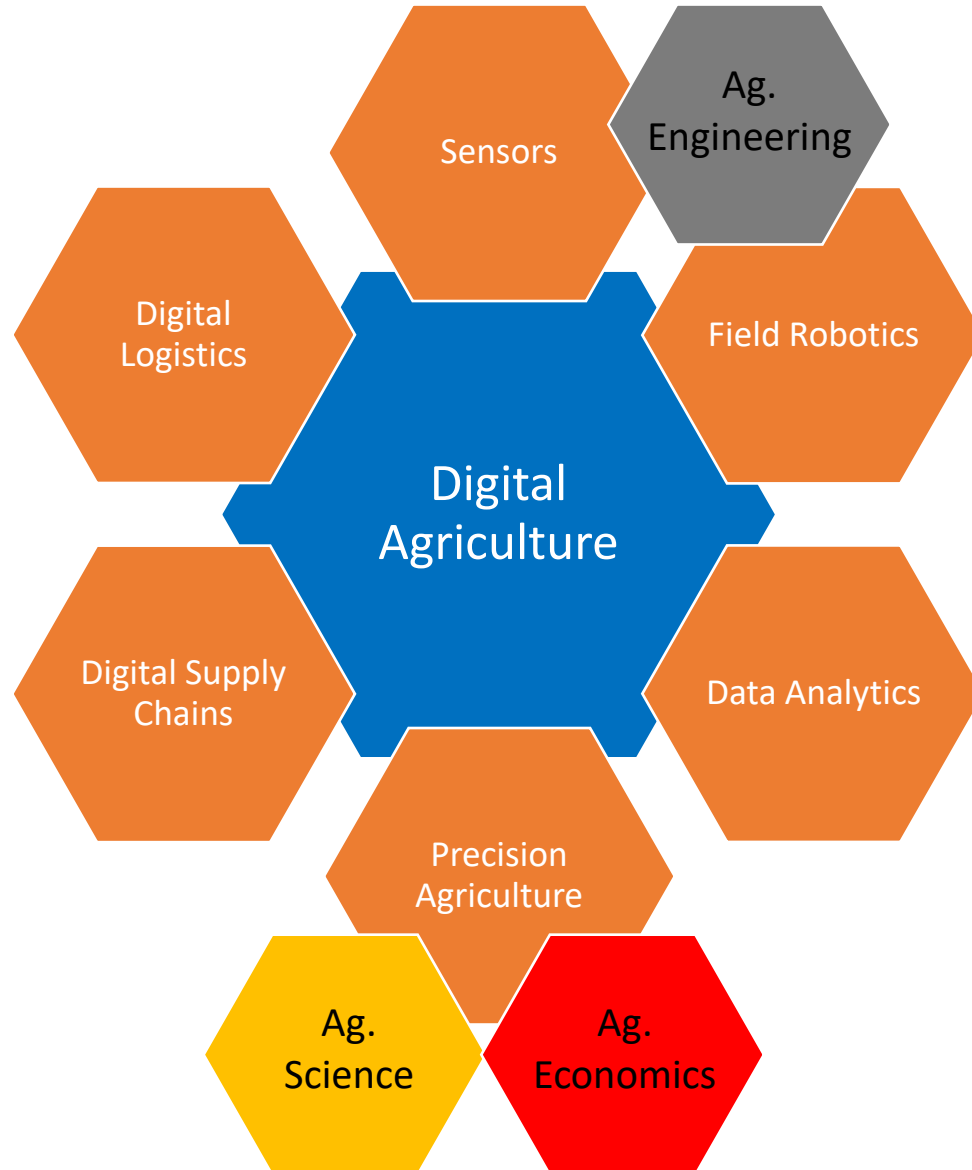 Ag.
Engineering
Sensors
Digital
Logistics
Field Robotics
Digital
Agriculture
Digital Supply
Chains
Data Analytics
Precision
Agriculture
Ag.
Science
Ag.
Economics